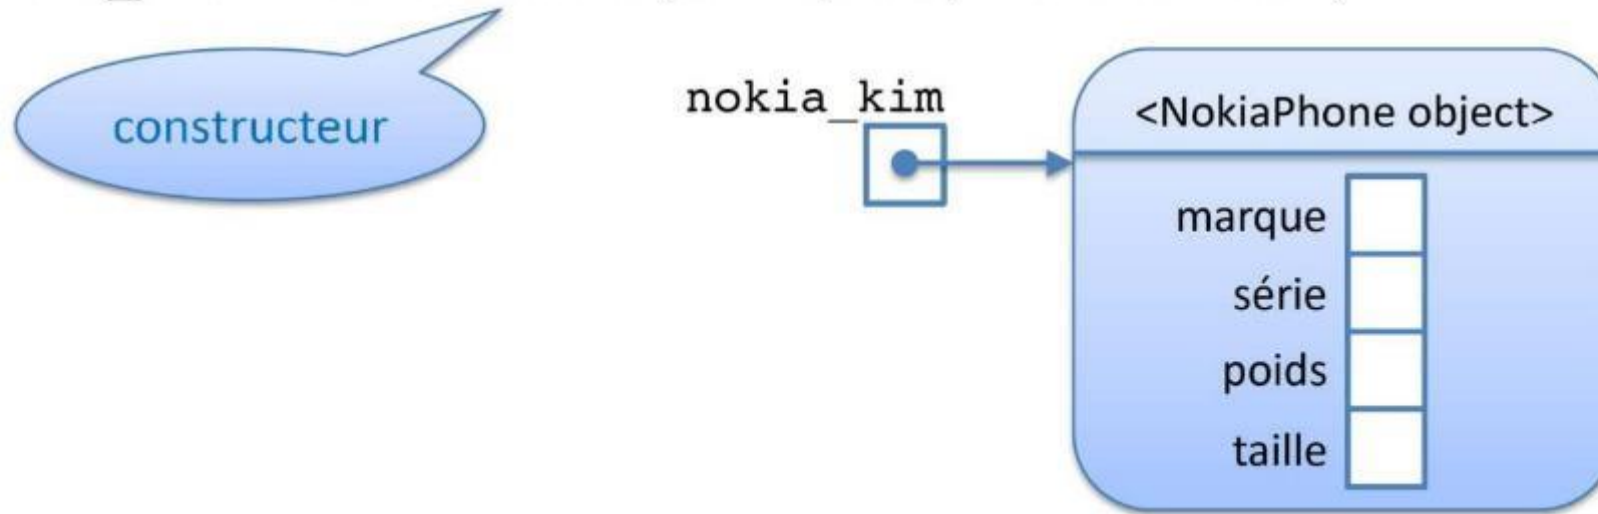 constructeur
nokia_kim
<NokiaPhone object>
marque
série
poids
taille